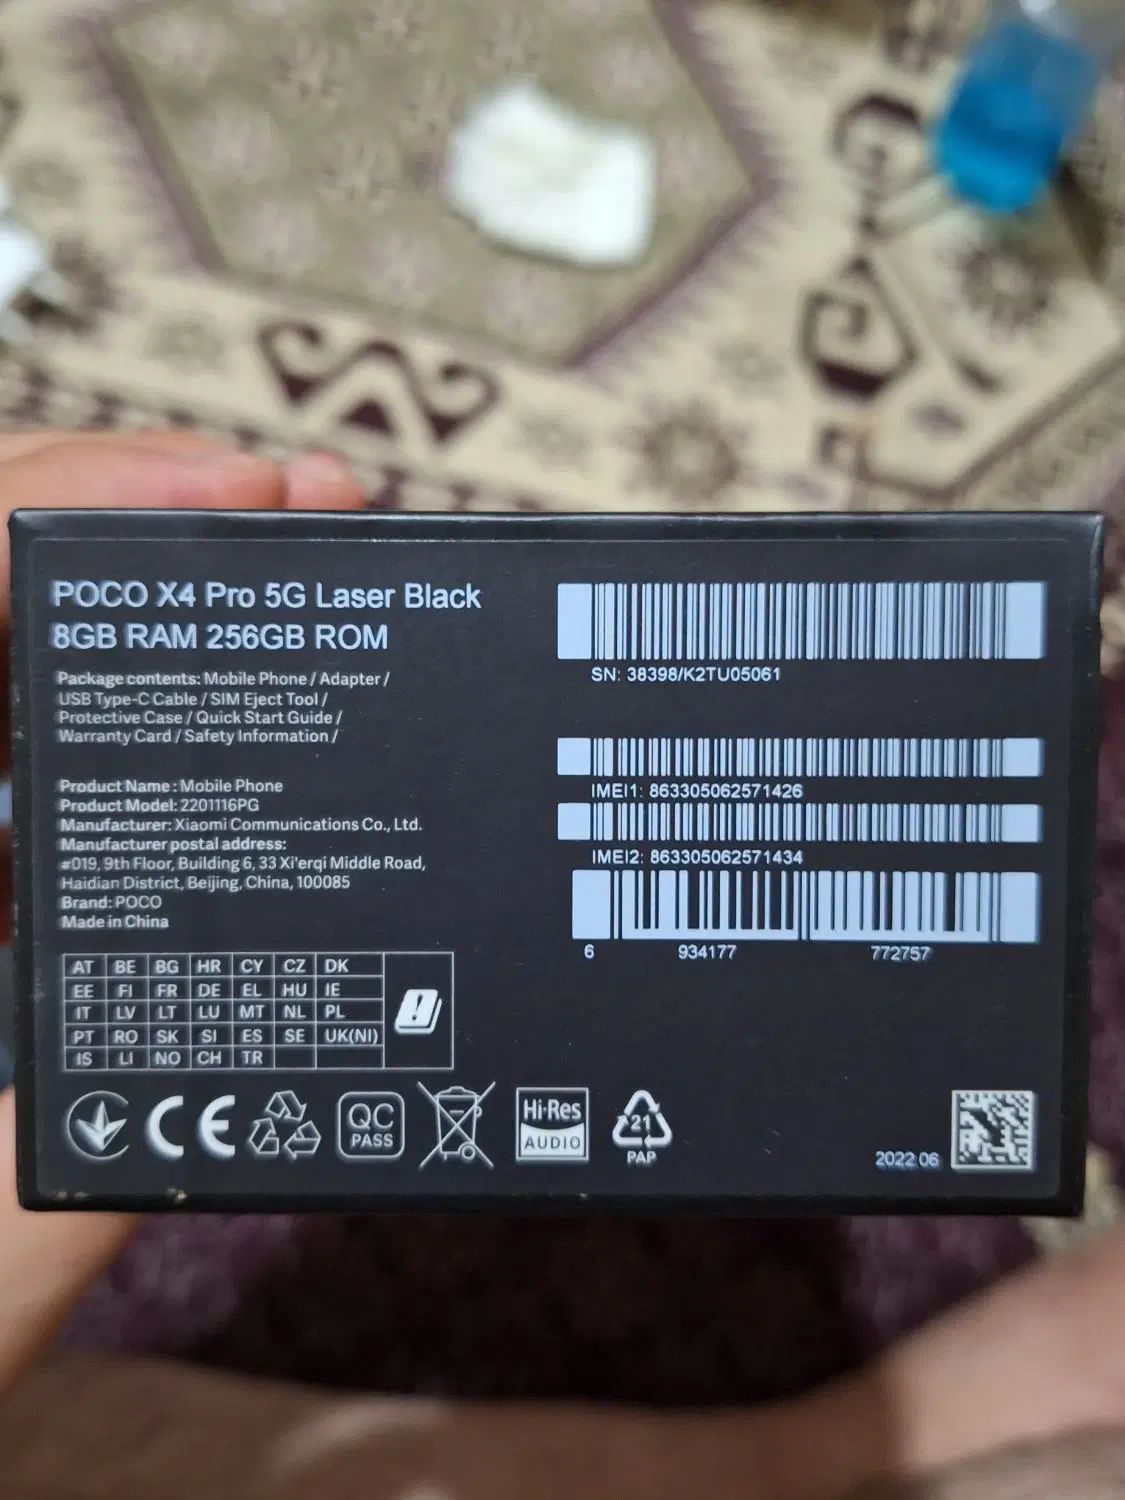 POCO X4 Pro 5G Laser Black
8GB RAM 256GB ROM
Package contents: Mobile Phone / Adapter /
USB Type-C Cable / SIM Eject Tool /
Protective Case / Quick Start Guide /
Warranty Card / Safety Information /
Product Name : Mobile Phone
Product Model: 2201116PG
Manufacturer: Xiaomi Communications Co., Ltd.
Manufacturer postal address:
#019, 9th Floor, Building 6, 33 Xi'erqi Middle Road,
Haidian District, Beijing, China, 100085
Brand: POCO
Made in China
AT BE BG HR CY CZ DK
EE FI FR DE EL HU IE
IT LV LT LU MT NL PL
PT RO SK SI ES SE UK(NI)
IS LI NO CH TR
SN: 38398/K2TU05061
IMEI1: 863305062571426
IMEI2: 863305062571434
6 934177 772757
CE
QC
PASS
Hi-Res
AUDIO
21
PAP
2022.06